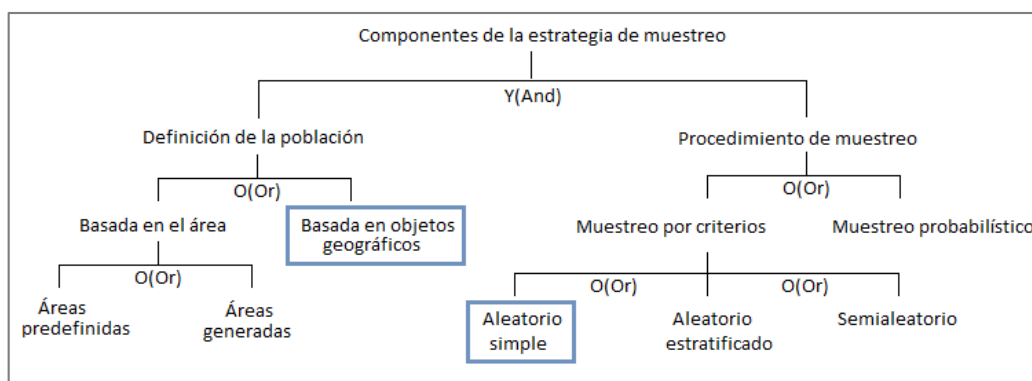 Componentes de la estrategia de muestreo
Y(And)
Definición de la población
Procedimiento de muestreo
O(Or)
O(Or)
Basada en el área
Basada en objetos
geográficos
Muestreo por criterios
Muestreo probabilístico
O(Or)
O(Or)
O(Or)
Áreas
predefinidas
Áreas
generadas
Aleatorio
simple
Aleatorio
estratificado
Semialeatorio